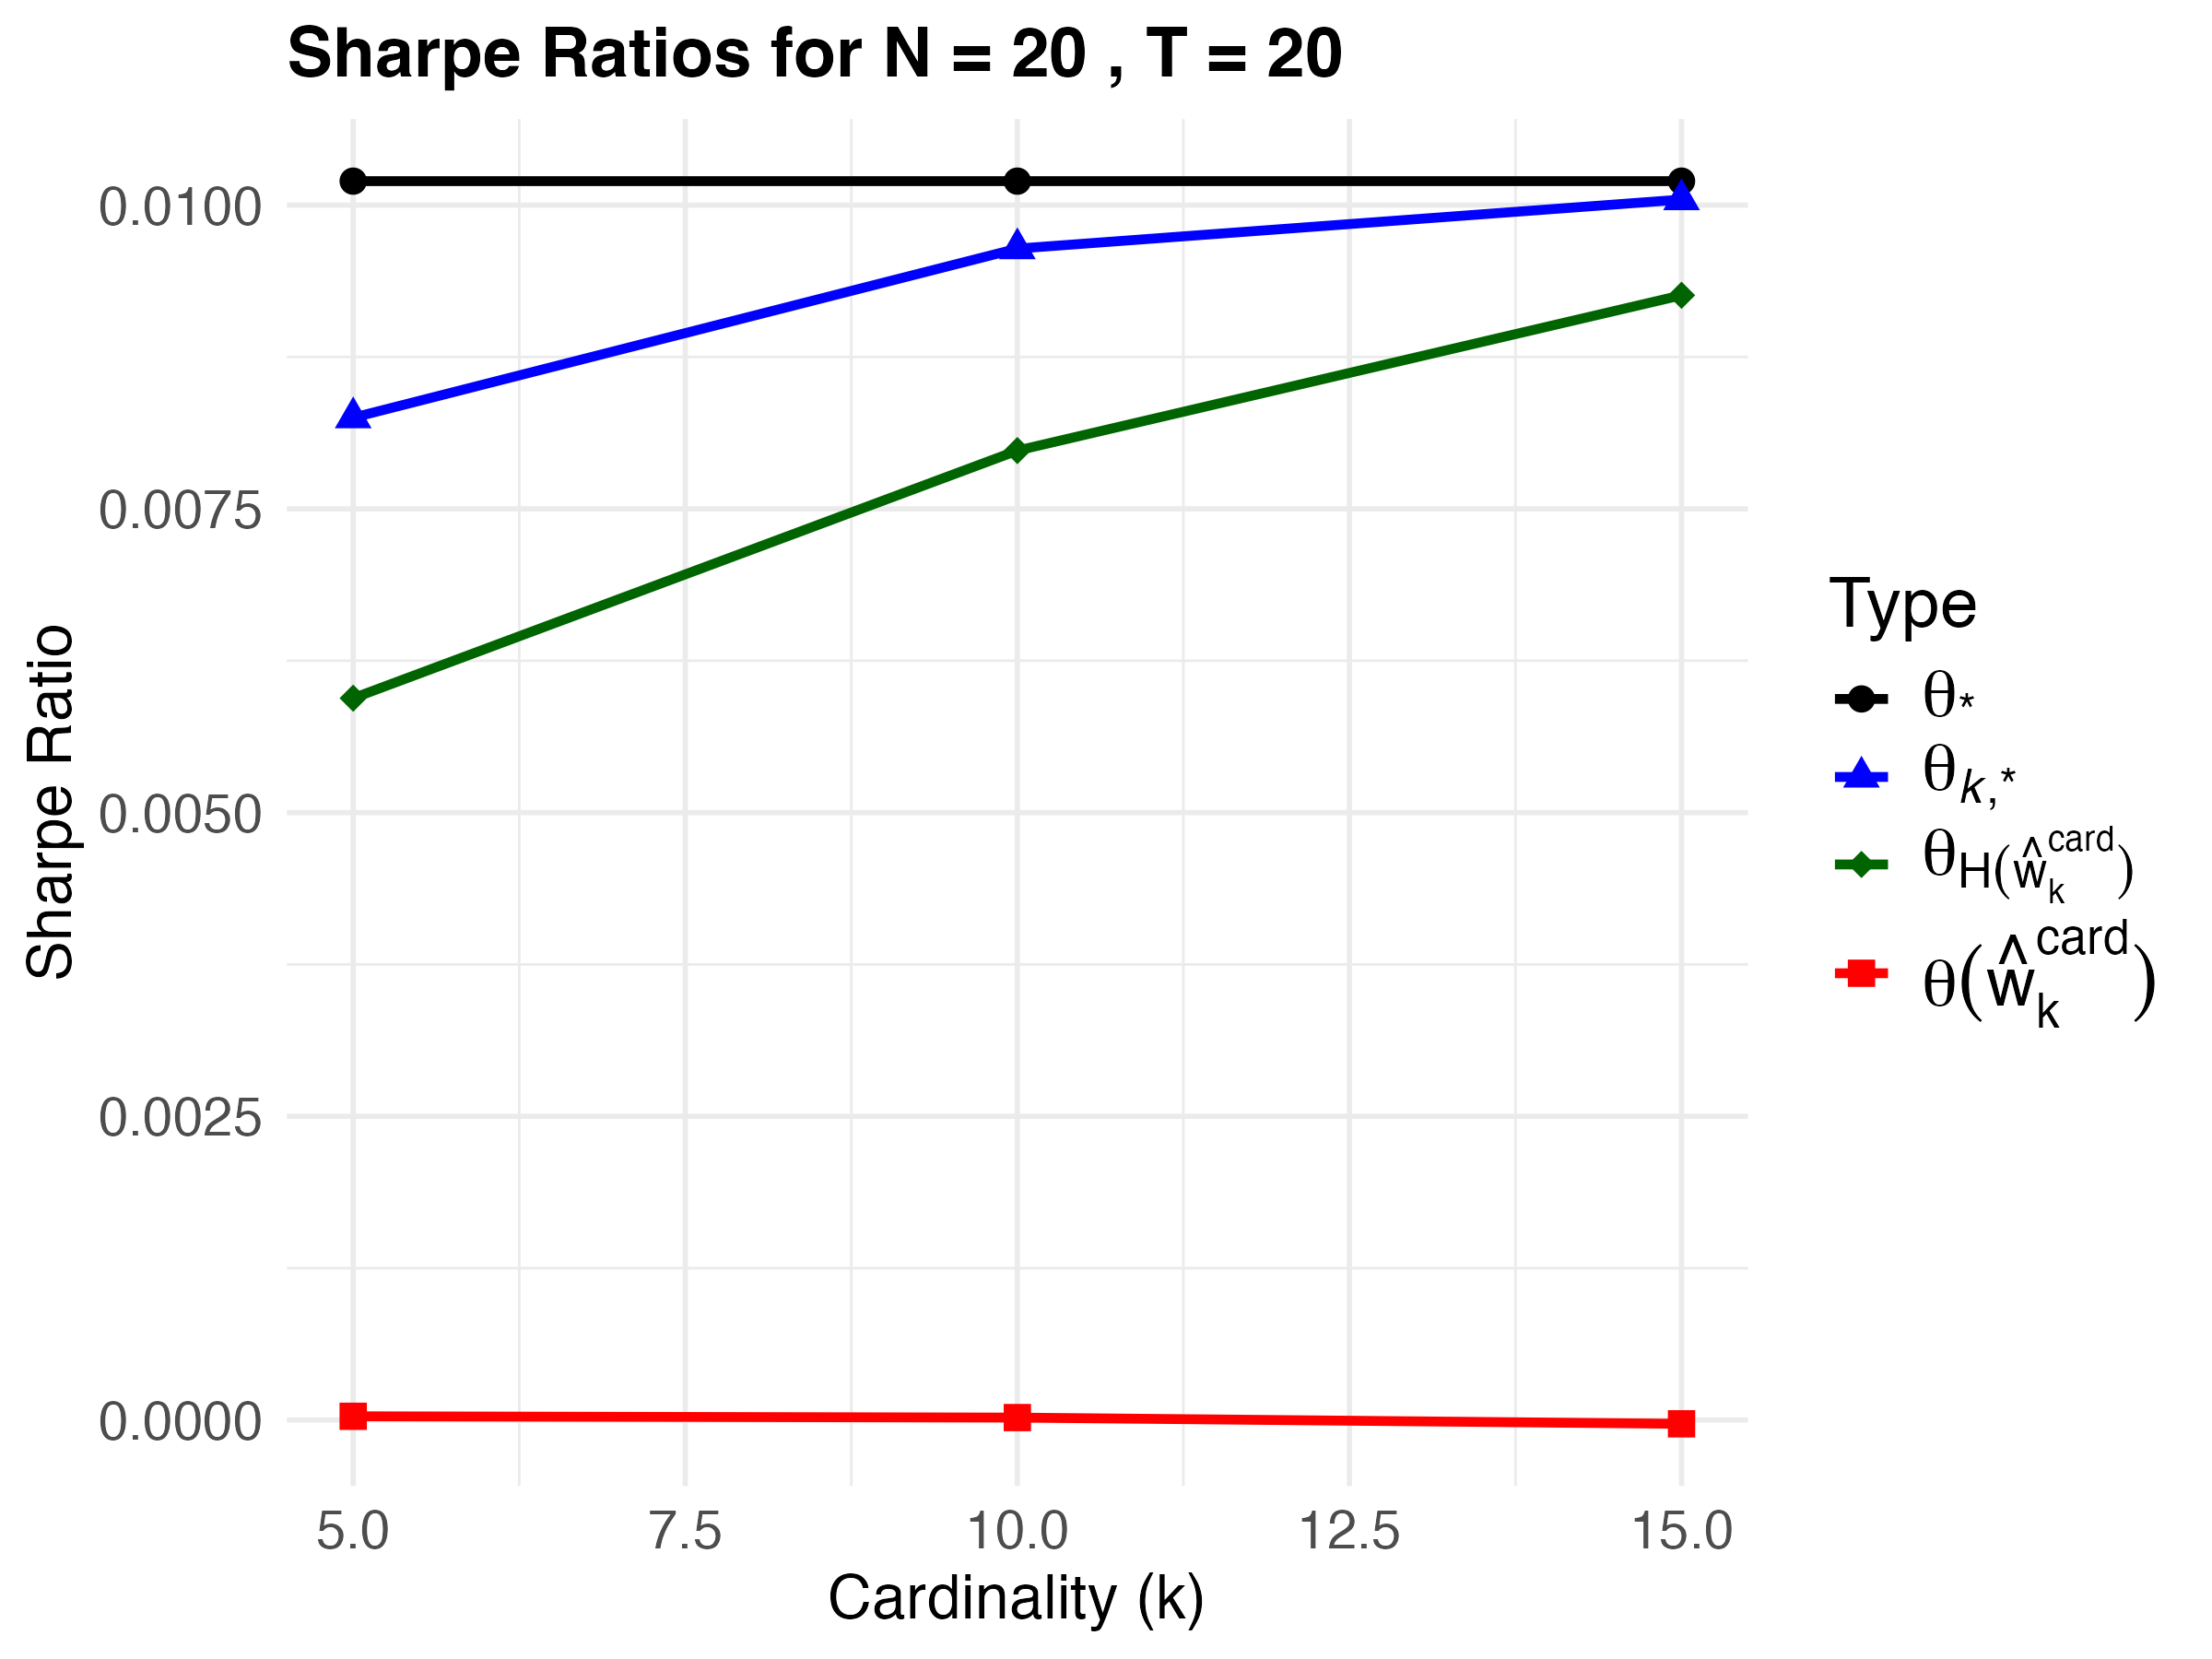 Sharpe Ratios for N = 20 , T = 20
Sharpe Ratio
0.0100
0.0075
0.0050
0.0025
0.0000
5.0 7.5 10.0 12.5 15.0
Cardinality (k)
Type
θ*
θk,*
θH(ŵkcard)
θ(ŵkcard)